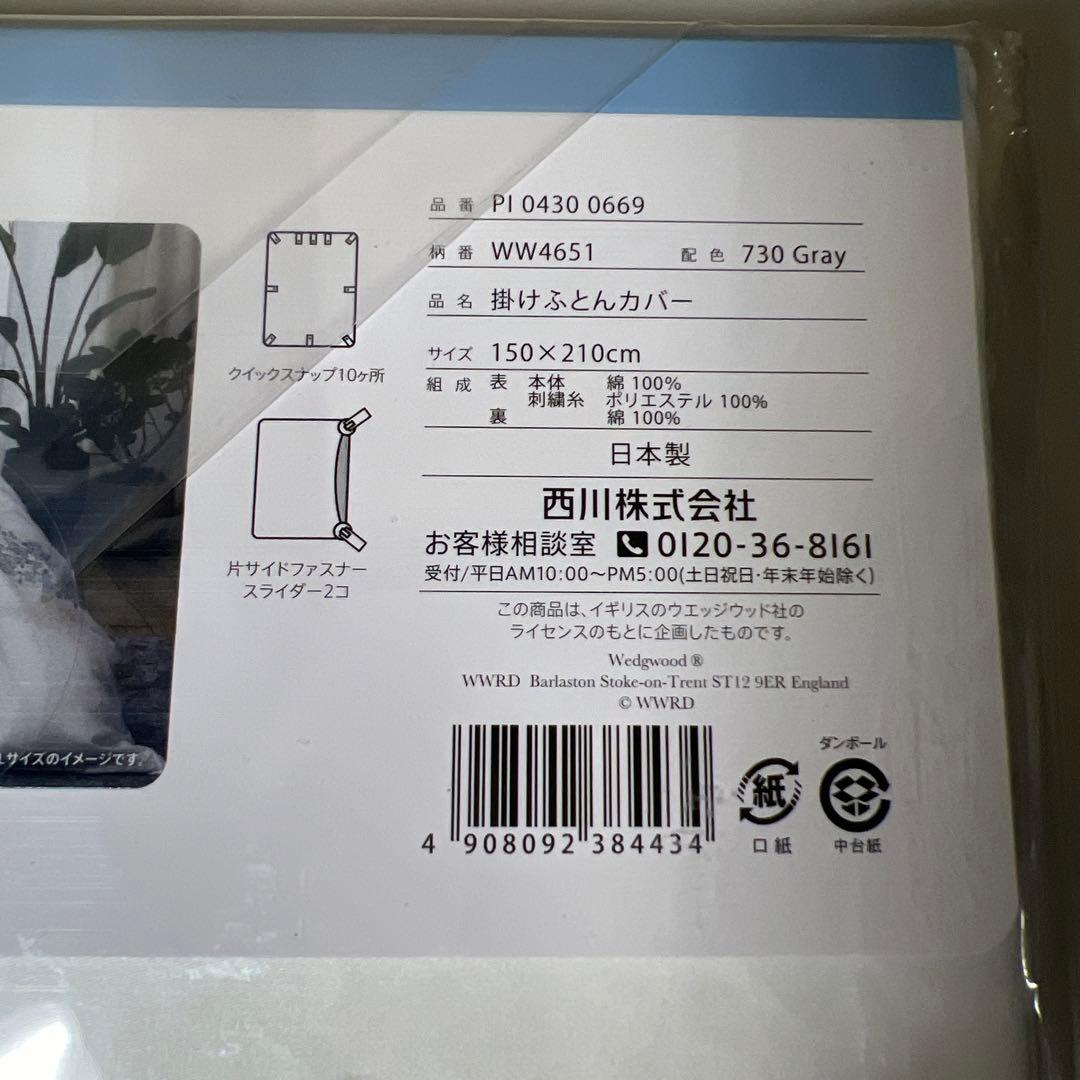 品番 PI 0430 0669
柄番 WW4651 配色 730 Gray
品名 掛けふとんカバー
サイズ 150×210cm
組成 表 本体 綿 100%
刺繍糸 ポリエステル 100%
裏 綿 100%
日本製
西川株式会社
お客様相談室 0120-36-8161
受付/平日AM10:00〜PM5:00(土日祝日・年末年始除く)
この商品は、イギリスのウエッジウッド社の
ライセンスのもとに企画したものです。
Wedgwood ®
WWRD Barlaston Stoke-on-Trent ST12 9ER England
© WWRD
4 908092 384434
紙
口紙
ダンボール
中台紙
クイックスナップ10ヶ所
片サイドファスナー
スライダー2コ
Lサイズのイメージです。